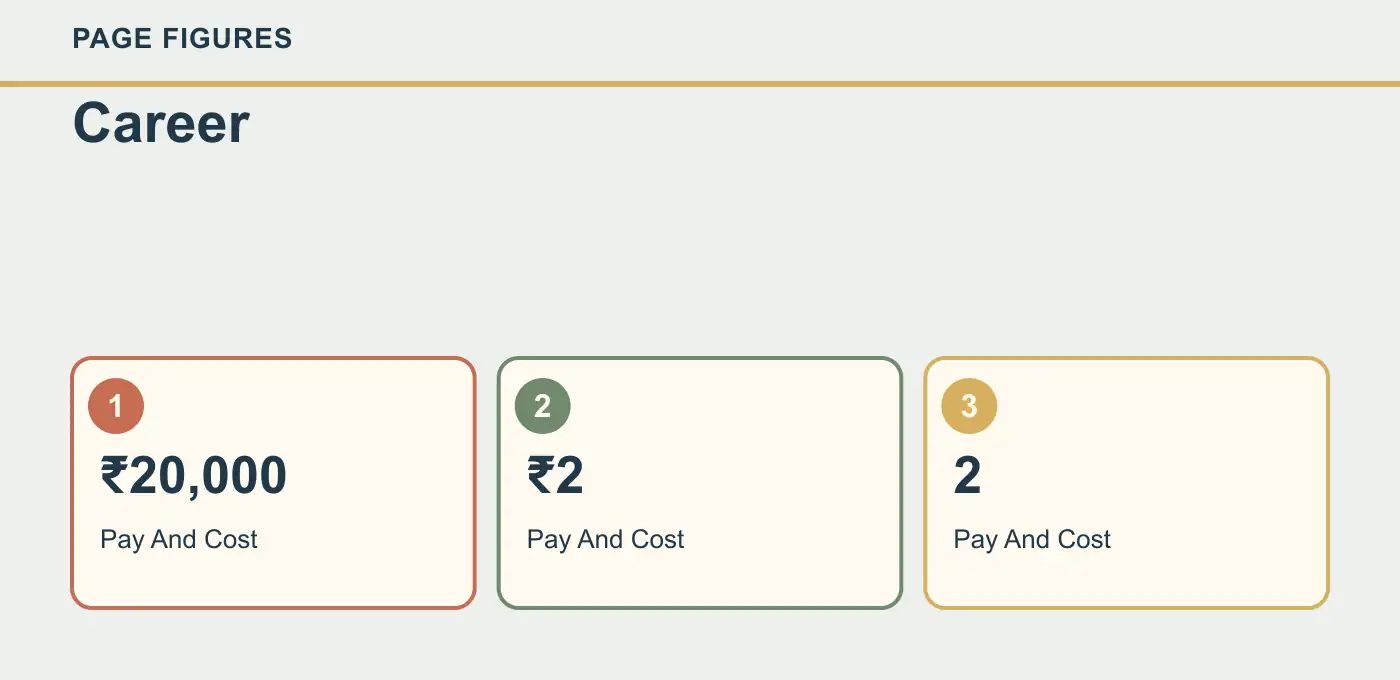 PAGE FIGURES
Career
1
₹20,000
Pay And Cost
2
₹2
Pay And Cost
3
2
Pay And Cost